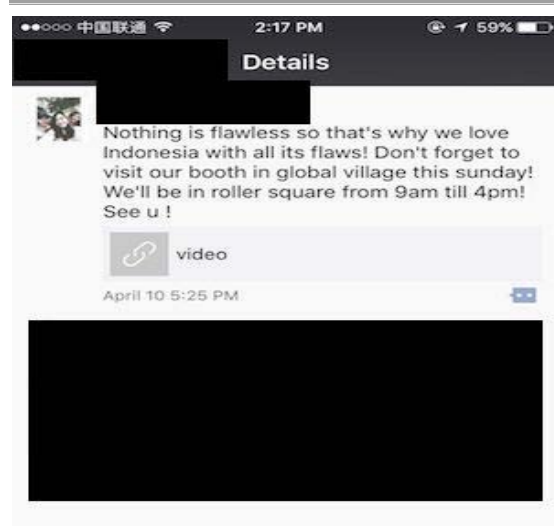 中国联通 2:17 PM 59%
Details
Nothing is flawless so that's why we love
Indonesia with all its flaws! Don't forget to
visit our booth in global village this sunday!
We'll be in roller square from 9am till 4pm!
See u !
video
April 10 5:25 PM